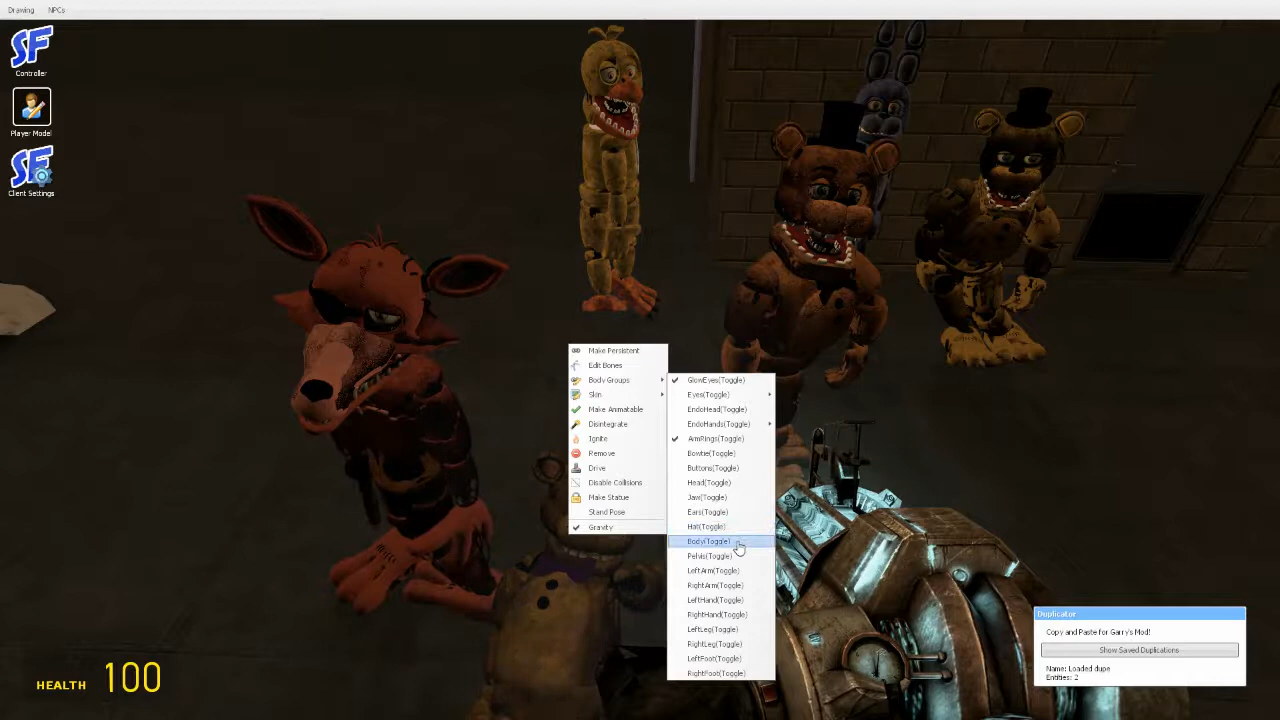 Drawing NPCs
SF
Controller
Player Model
SF
Client Settings
Make Persistent
Edit Bones
Body Groups
Skin
Make Animatable
Disintegrate
Ignite
Remove
Drive
Disable Collisions
Make Statue
Stand Pose
Gravity
GlowEyes(Toggle)
Eyes(Toggle)
EndoHead(Toggle)
EndoHands(Toggle)
ArmRings(Toggle)
Bowtie(Toggle)
Buttons(Toggle)
Head(Toggle)
Jaw(Toggle)
Ears(Toggle)
Hat(Toggle)
Body(Toggle)
Pelvis(Toggle)
LeftArm(Toggle)
RightArm(Toggle)
LeftHand(Toggle)
RightHand(Toggle)
LeftLeg(Toggle)
RightLeg(Toggle)
LeftFoot(Toggle)
RightFoot(Toggle)
Duplicator
Copy and Paste for Garry's Mod!
Show Saved Duplications
Name: Loaded dupe
Entities: 2
HEALTH 100